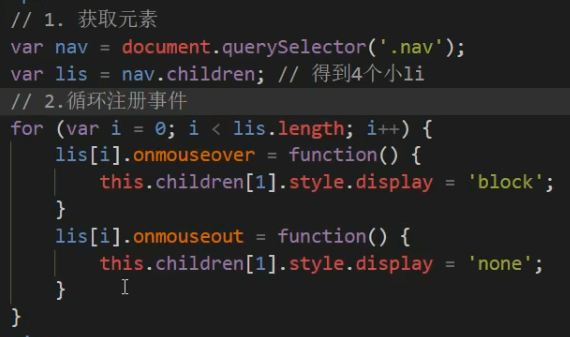 // 1. 获取元素
var nav = document.querySelector('.nav');
var lis = nav.children; // 得到4个小li
// 2.循环注册事件
for (var i = 0; i < lis.length; i++) {
    lis[i].onmouseover = function() {
        this.children[1].style.display = 'block';
    }
    lis[i].onmouseout = function() {
        this.children[1].style.display = 'none';
    }
}